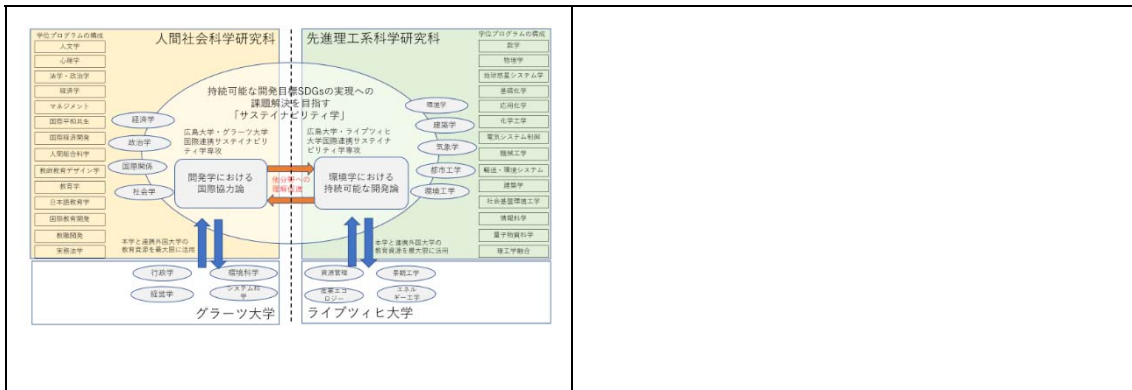 学位プログラムの構成
人文学
心理学
法学・政治学
経済学
マネジメント
国際平和共生
国際経済開発
人間総合科学
教師教育デザイン学
教育学
日本語教育学
国際教育開発
教職開発
実務法学
人間社会科学研究科
先進理工系科学研究科
学位プログラムの構成
数学
物理学
地球惑星システム学
基礎化学
応用化学
化学工学
電気システム制御
機械工学
輸送・環境システム
建築学
社会基盤環境工学
情報科学
量子物質科学
理工学融合
持続可能な開発目標SDGsの実現への
課題解決を目指す
「サステイナビリティ学」
経済学
政治学
国際関係
社会学
広島大学・グラーツ大学
国際連携サステイナビリ
ティ学専攻
広島大学・ライプツィヒ
大学国際連携サステイナ
ビリティ学専攻
環境学
建築学
気象学
都市工学
環境工学
開発学における
国際協力論
他分野への
理解促進
環境学における
持続可能な開発論
本学と連携外国大学の
教育資源を最大限に活用
本学と連携外国大学の
教育資源を最大限に活用
行政学
環境科学
経営学
システム科
学
グラーツ大学
資源管理
景観工学
産業エコ
ロジー
エネル
ギー工学
ライプツィヒ大学